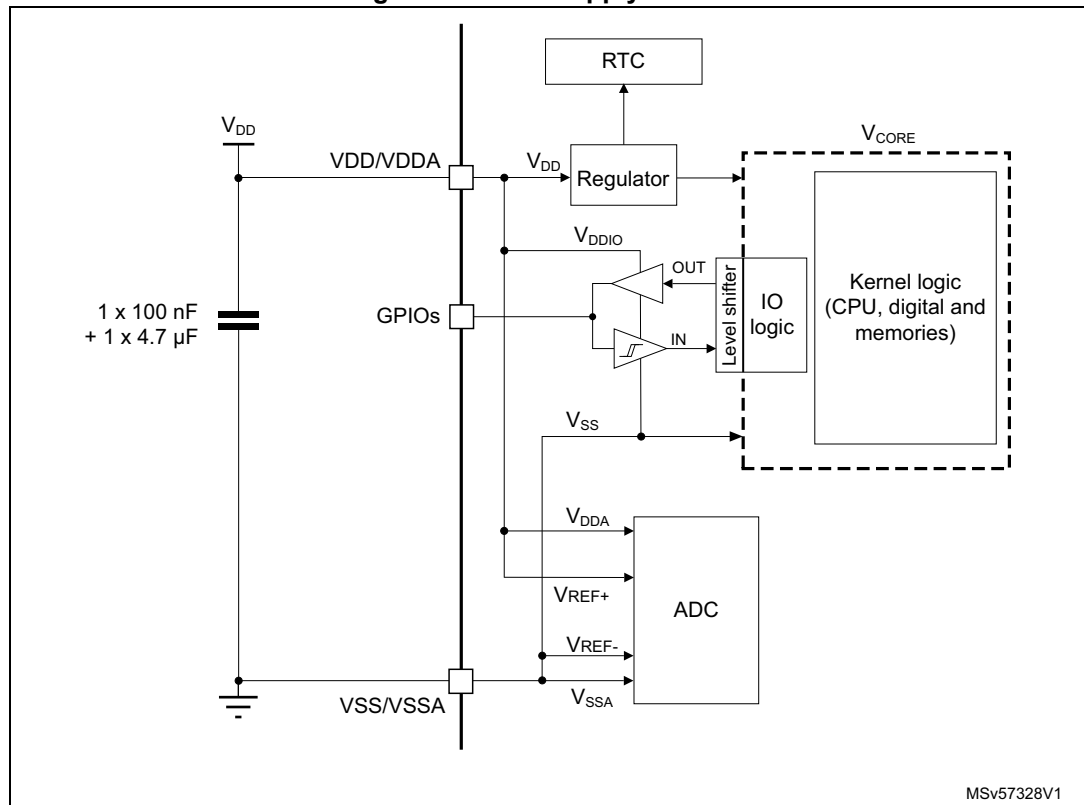 RTC
VDD
VCORE
VDD/VDDA
VDD
Regulator
VDDIO
OUT
Level shifter
IO
logic
Kernel logic
(CPU, digital and
memories)
1 x 100 nF
+ 1 x 4.7 µF
GPIOs
IN
VSS
VDDA
VREF+
ADC
VREF-
VSS/VSSA
VSSA
MSv57328V1